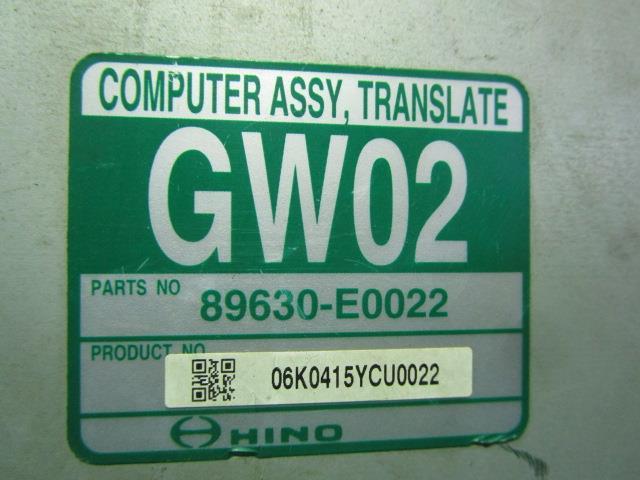 COMPUTER ASSY, TRANSLATE
GW02
PARTS NO 89630-E0022
PRODUCT NO
06K0415YCU0022
HINO